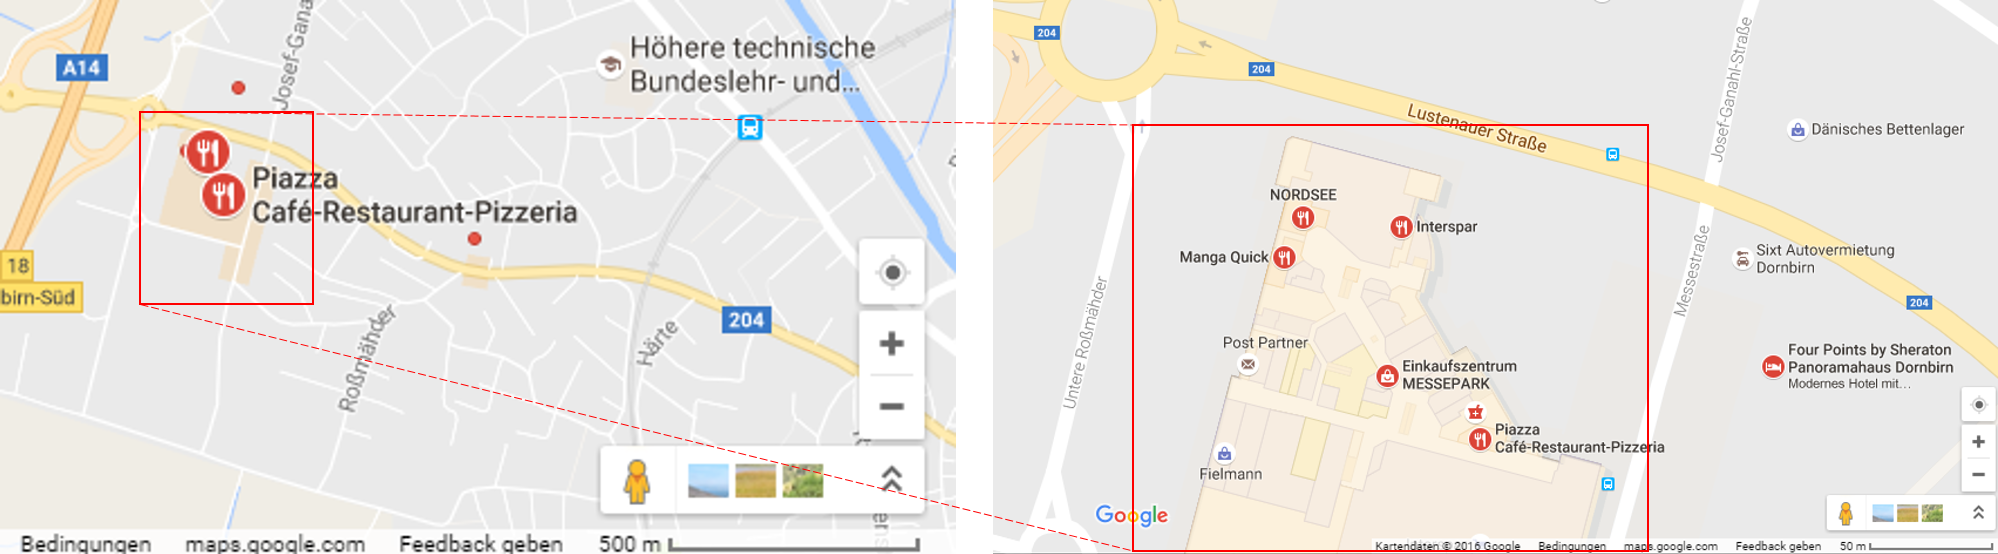 A14
Josef-Gana
Höhere technische
Bundeslehr- und...
Piazza
Café-Restaurant-Pizzeria
18
birn-Süd
Roßmähder
Härte
204
Bedingungen
maps.google.com
Feedback geben
500 m
204
204
Lustenauer Straße
Josef-Ganahl-Straße
Dänisches Bettenlager
NORDSEE
Interspar
Manga Quick
Messestraße
Sixt Autovermietung
Dornbirn
Untere Roßmähder
204
Post Partner
Einkaufszentrum
MESSEPARK
Four Points by Sheraton
Panoramahaus Dornbirn
Modernes Hotel mit...
Piazza
Café-Restaurant-Pizzeria
Fielmann
Google
Kartendaten © 2016 Google
Bedingungen
maps.google.com
Feedback geben
50 m